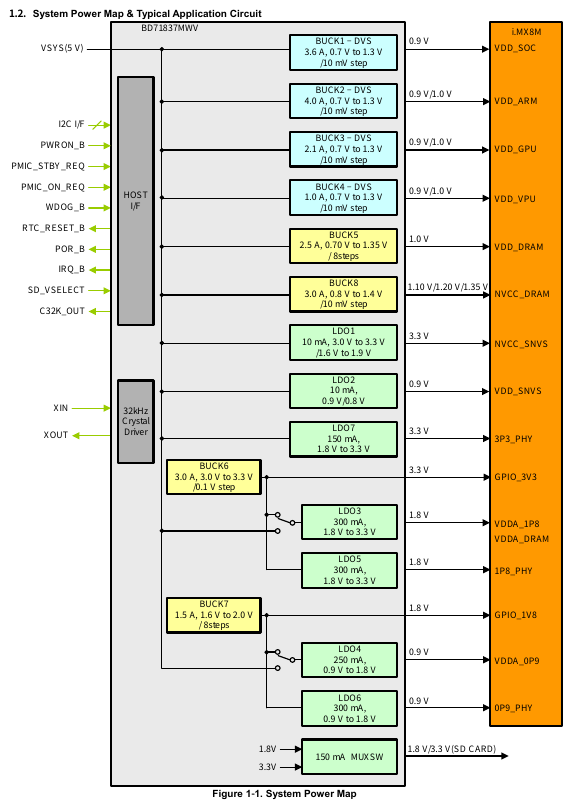 1.2. System Power Map & Typical Application Circuit
BD71837MWV
i.MX8M
VSYS(5 V)
BUCK1 – DVS
3.6 A, 0.7 V to 1.3 V
/10 mV step
0.9 V
VDD_SOC
BUCK2 – DVS
4.0 A, 0.7 V to 1.3 V
/10 mV step
0.9 V/1.0 V
VDD_ARM
I2C I/F
PWRON_B
PMIC_STBY_REQ
PMIC_ON_REQ
WDOG_B
RTC_RESET_B
POR_B
IRQ_B
SD_VSELECT
C32K_OUT
HOST
I/F
BUCK3 – DVS
2.1 A, 0.7 V to 1.3 V
/10 mV step
0.9 V/1.0 V
VDD_GPU
BUCK4 – DVS
1.0 A, 0.7 V to 1.3 V
/10 mV step
0.9 V/1.0 V
VDD_VPU
BUCK5
2.5 A, 0.70 V to 1.35 V
/ 8steps
1.0 V
VDD_DRAM
BUCK8
3.0 A, 0.8 V to 1.4 V
/10 mV step
1.10 V/1.20 V/1.35 V
NVCC_DRAM
LDO1
10 mA, 3.0 V to 3.3 V
/1.6 V to 1.9 V
3.3 V
NVCC_SNVS
LDO2
10 mA,
0.9 V/0.8 V
0.9 V
VDD_SNVS
XIN
XOUT
32kHz
Crystal
Driver
LDO7
150 mA,
1.8 V to 3.3 V
3.3 V
3P3_PHY
BUCK6
3.0 A, 3.0 V to 3.3 V
/0.1 V step
3.3 V
GPIO_3V3
LDO3
300 mA,
1.8 V to 3.3 V
1.8 V
VDDA_1P8
VDDA_DRAM
LDO5
300 mA,
1.8 V to 3.3 V
1.8 V
1P8_PHY
BUCK7
1.5 A, 1.6 V to 2.0 V
/ 8steps
1.8 V
GPIO_1V8
LDO4
250 mA,
0.9 V to 1.8 V
0.9 V
VDDA_0P9
LDO6
300 mA,
0.9 V to 1.8 V
0.9 V
0P9_PHY
1.8V
3.3V
150 mA MUXSW
1.8 V/3.3 V(SD CARD)
Figure 1-1. System Power Map